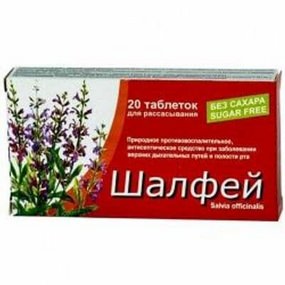 20 таблеток
для рассасывания
БЕЗ САХАРА
SUGAR FREE
Природное противовоспалительное,
антисептическое средство при заболевании
верхних дыхательных путей и полости рта
Шалфей
Salvia officinalis